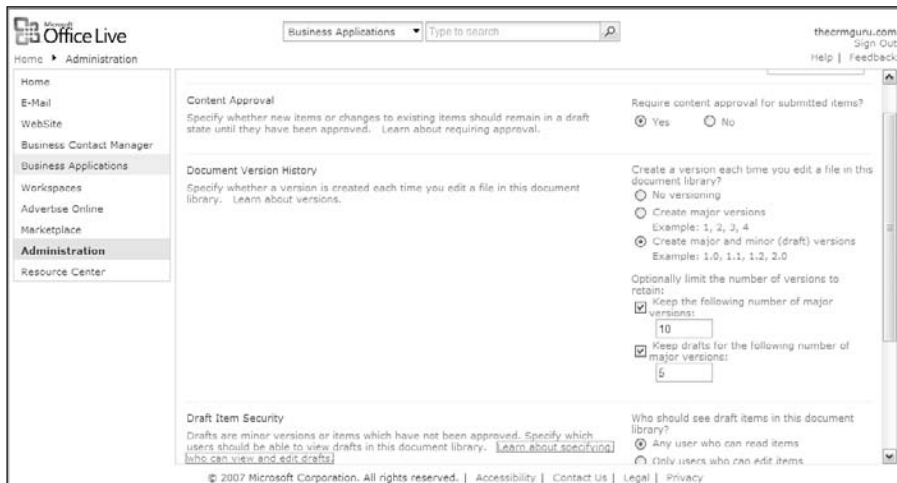 Microsoft
Office Live
Business Applications
Type to search
thecrmguru.com
Sign Out
Home ▸ Administration
Help | Feedback
Home
E-Mail
WebSite
Business Contact Manager
Business Applications
Workspaces
Advertise Online
Marketplace
Administration
Resource Center
Content Approval
Specify whether new items or changes to existing items should remain in a draft
state until they have been approved. Learn about requiring approval.
Require content approval for submitted items?
Yes No
Document Version History
Specify whether a version is created each time you edit a file in this document
library. Learn about versions.
Create a version each time you edit a file in this
document library?
No versioning
Create major versions
Example: 1, 2, 3, 4
Create major and minor (draft) versions
Example: 1.0, 1.1, 1.2, 2.0
Optionally limit the number of versions to
retain:
Keep the following number of major
versions:
10
Keep drafts for the following number of
major versions:
5
Draft Item Security
Drafts are minor versions or items which have not been approved. Specify which
users should be able to view drafts in this document library. Learn about specifying
who can view and edit drafts.
Who should see draft items in this document
library?
Any user who can read items
Only users who can edit items
© 2007 Microsoft Corporation. All rights reserved. | Accessibility | Contact Us | Legal | Privacy